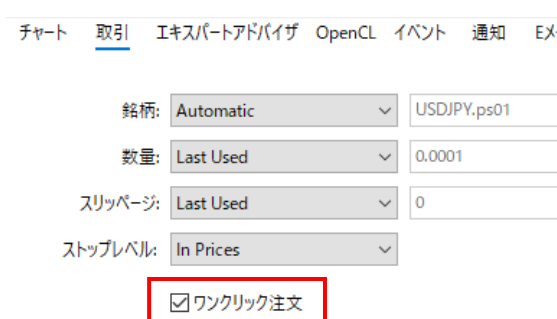 チャート 取引 エキスパートアドバイザ OpenCL イベント 通知 Eメ
銘柄: Automatic USDJPY.ps01
数量: Last Used 0.0001
スリッページ: Last Used 0
ストップレベル: In Prices
ワンクリック注文